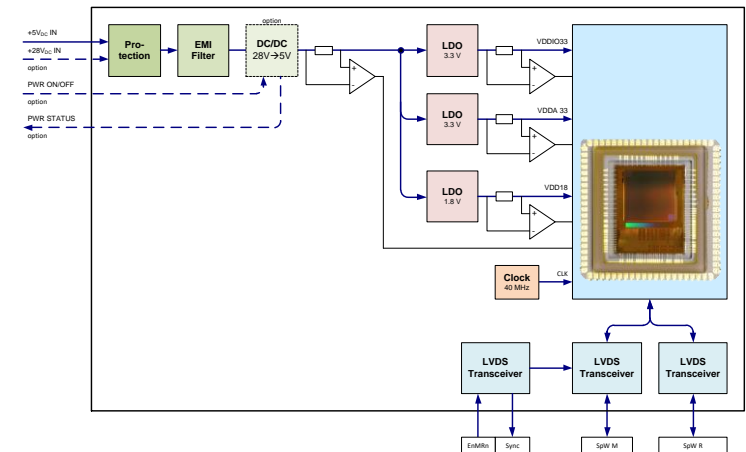 option
+5VDC IN
+28VDC IN
option
PWR ON/OFF
option
PWR STATUS
option
Pro-
tection
EMI
Filter
DC/DC
28V→5V
+
-
LDO
3.3 V
VDDIO33
+
-
LDO
3.3 V
VDDA 33
+
-
LDO
1.8 V
VDD18
+
-
Clock
40 MHz
CLK
LVDS
Transceiver
LVDS
Transceiver
LVDS
Transceiver
EnMRn
Sync
SpW M
SpW R